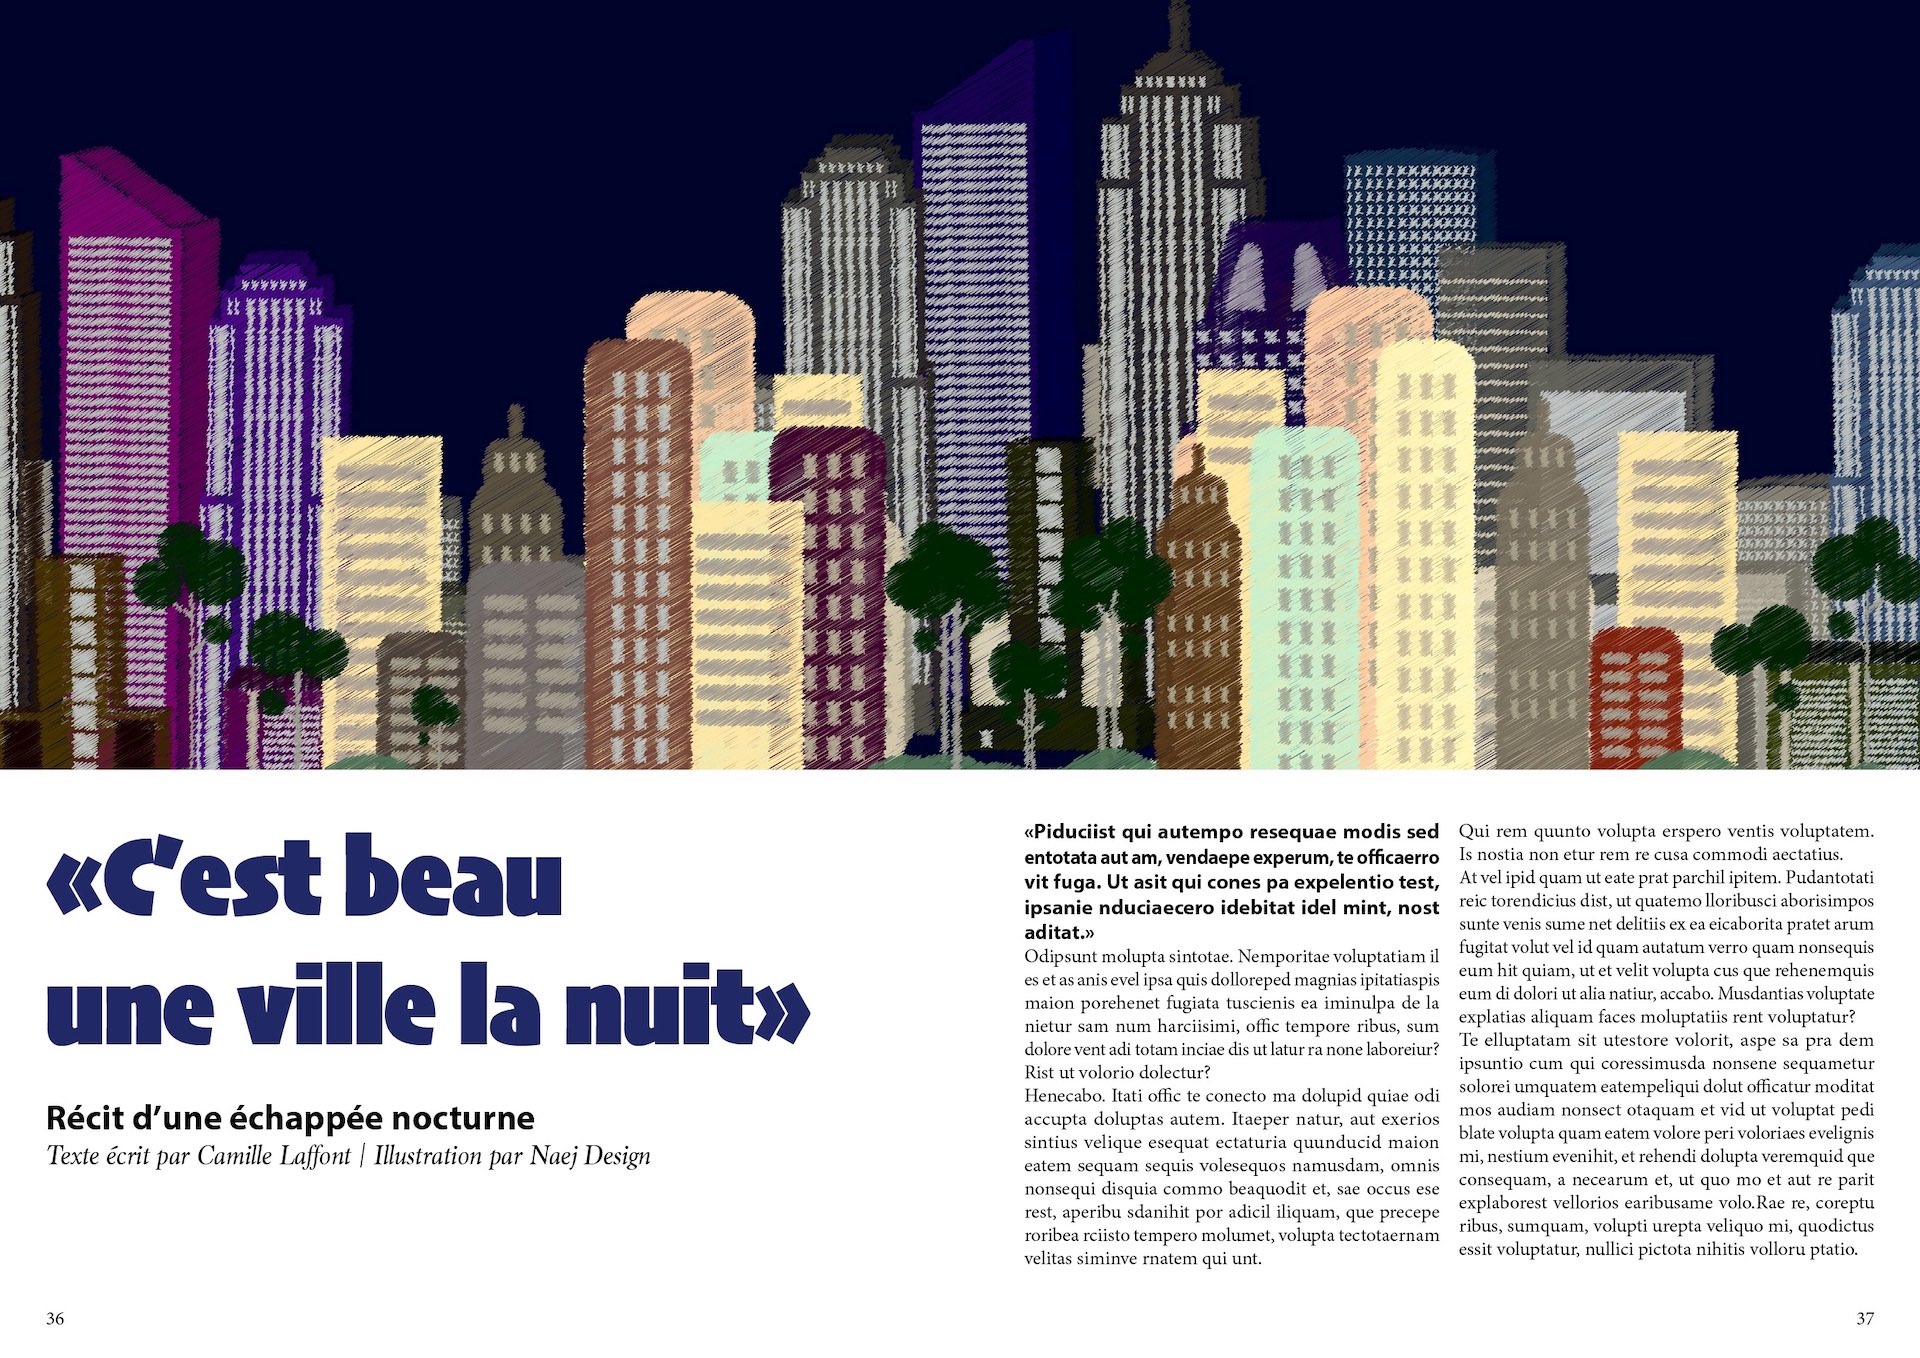 «C'est beau
une ville la nuit»
Récit d'une échappée nocturne
Texte écrit par Camille Laffont | Illustration par Naej Design
«Piduciist qui autempo resequae modis sed
entotata aut am, vendaepe experum, te officaerro
vit fuga. Ut asit qui cones pa expelentio test,
ipsanie nduciaecero idebitat idel mint, nost
aditat.»
Odipsunt molupta sintotae. Nemporitae voluptatiam il
es et as anis evel ipsa quis dolloreped magnias ipitatiaspis
maion porehenet fugiata tuscienis ea iminulpa de la
nietur sam num harciisimi, offic tempore ribus, sum
dolore vent adi totam inciae dis ut latur ra none laboreiur?
Rist ut volorio dolectur?
Henecabo. Itati offic te conecto ma dolupid quiae odi
accupta doluptas autem. Itaeper natur, aut exerios
sintius velique esequat ectaturia quunducid maion
eatem sequam sequis volesequos namusdam, omnis
nonsequi disquia commo beaquodit et, sae occus ese
rest, aperibu sdanihit por adicil iliquam, que precepe
roribea rciisto tempero molumet, volupta tectotaernam
velitas siminve rnatem qui unt.
Qui rem quunto volupta erspero ventis voluptatem.
Is nostia non etur rem re cusa commodi aectatius.
At vel ipid quam ut eate prat parchil ipitem. Pudantotati
reic torendicius dist, ut quatemo lloribusci aborisimpos
sunte venis sume net delitiis ex ea eicaborita pratet arum
fugitat volut vel id quam autatum verro quam nonsequis
eum hit quiam, ut et velit volupta cus que rehenemquis
eum di dolori ut alia natiur, accabo. Musdantias voluptate
explatias aliquam faces moluptatiis rent voluptatur?
Te elluptatam sit utestore volorit, aspe sa pra dem
ipsuntio cum qui coressimusda nonsene sequametur
solorei umquatem eatempeliqui dolut officatur moditat
mos audiam nonsect otaquam et vid ut voluptat pedi
blate volupta quam eatem volore peri voloriaes evelignis
mi, nestium evenihit, et rehendi dolupta veremquid que
consequam, a necearum et, ut quo mo et aut re parit
explaborest vellorios earibusame volo.Rae re, coreptu
ribus, sumquam, volupti urepta veliquo mi, quodictus
essit voluptatur, nullici pictota nihitis volloru ptatio.
36
37